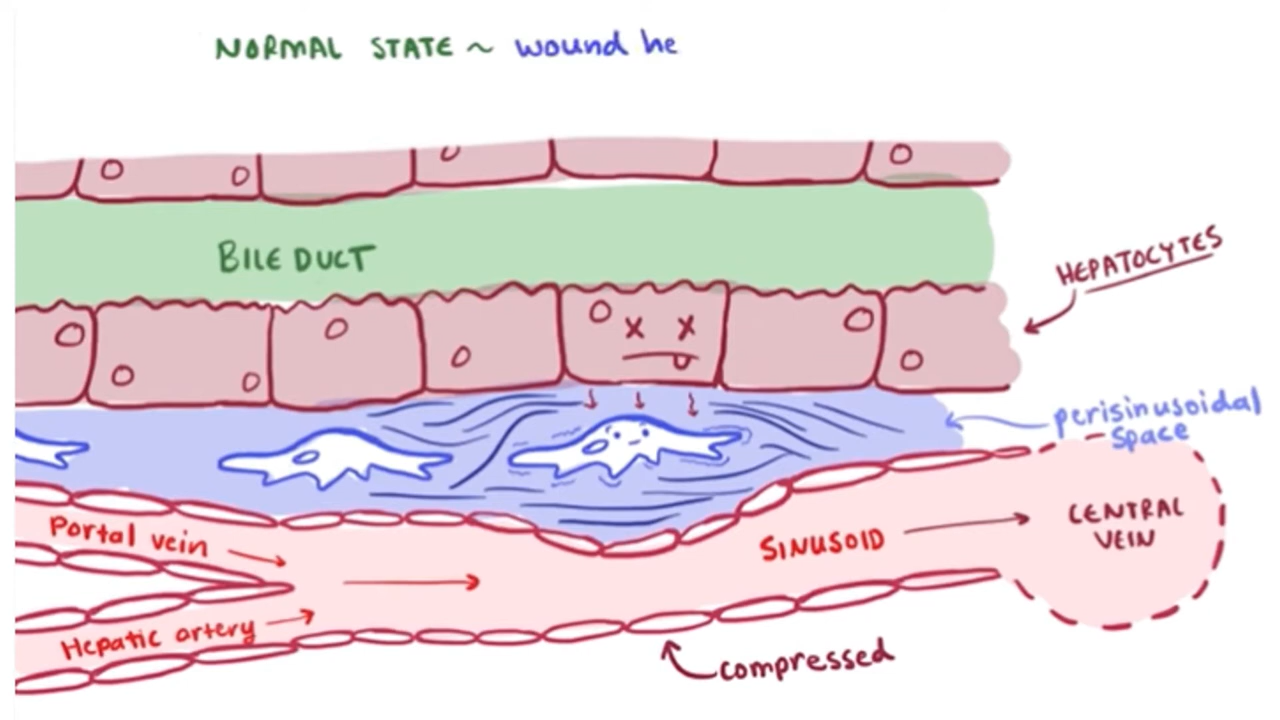 NORMAL STATE ~ wound he
BILE DUCT
HEPATOCYTES
perisinusoidal
space
Portal vein
CENTRAL
VEIN
SINUSOID
Hepatic artery
compressed